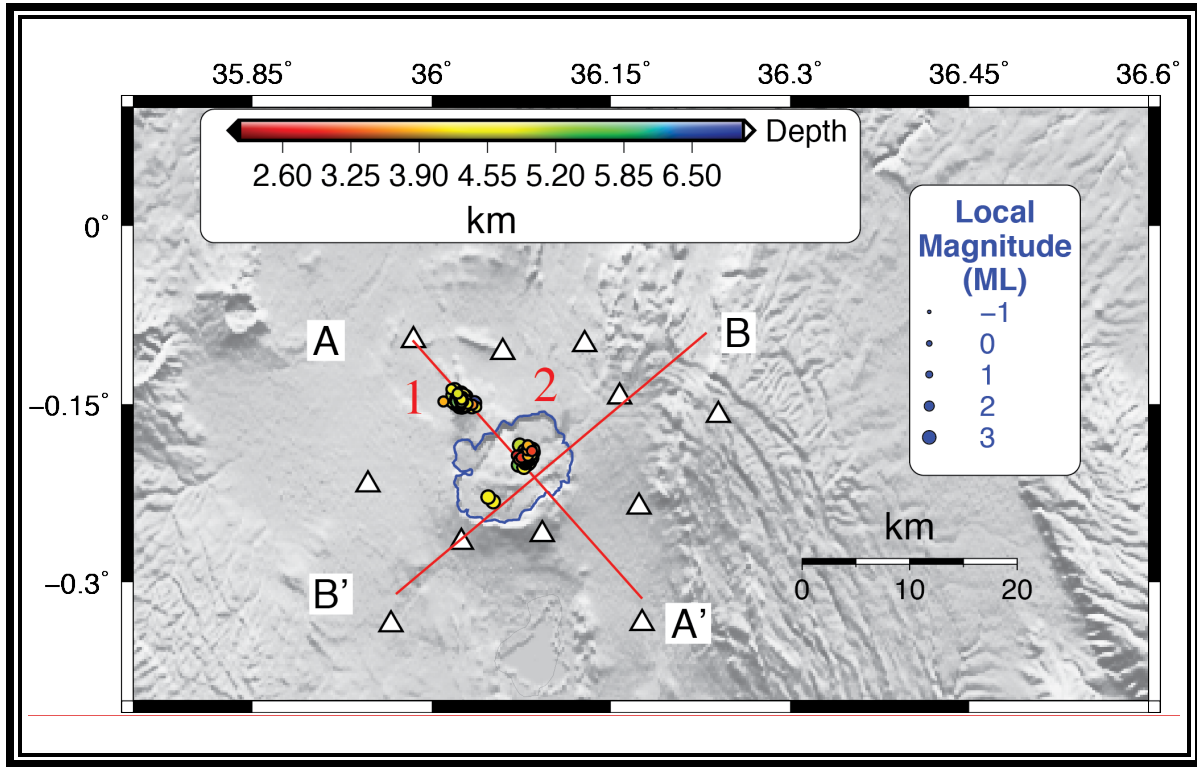 35.85° 36° 36.15° 36.3° 36.45° 36.6°
Depth
2.60 3.25 3.90 4.55 5.20 5.85 6.50
km
0°
−0.15°
−0.3°
Local
Magnitude
(ML)
−1
0
1
2
3
A
B
1
2
B’
A’
km
0 10 20